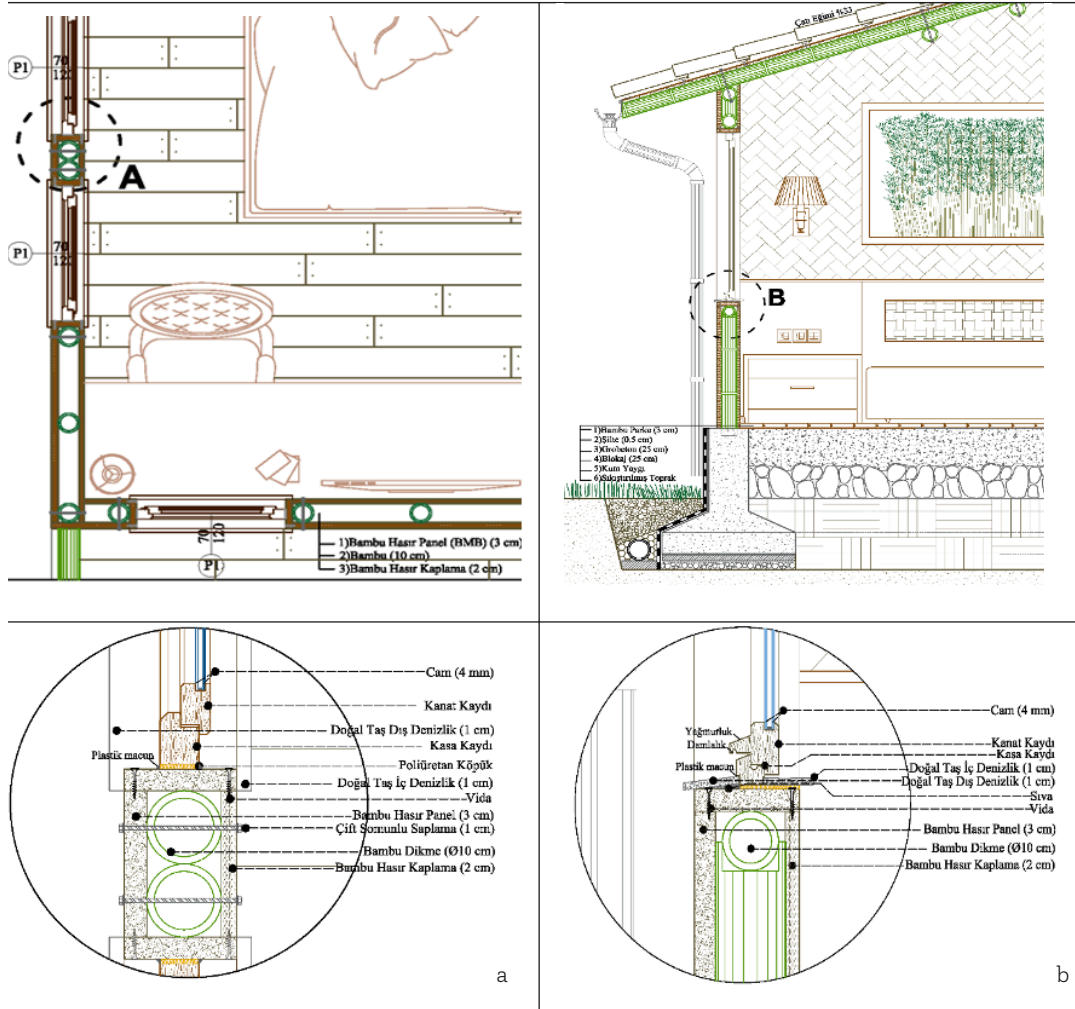 P1
70
120
A
P1
70
120
70
120
P1
1)Bambu Hasır Panel (BMB) (3 cm)
2)Bambu (10 cm)
3)Bambu Hasır Kaplama (2 cm)
Çatı Eğimi %33
B
1)Bambu Parke (3 cm)
2)Şilte (0.5 cm)
3)Grobeton (25 cm)
4)Blokaj (25 cm)
5)Kum Yaygı
6)Sıkıştırılmış Toprak
Cam (4 mm)
Kanat Kaydı
Doğal Taş Dış Denizlik (1 cm)
Kasa Kaydı
Plastik macun
Poliüretan Köpük
Doğal Taş İç Denizlik (1 cm)
Vida
Bambu Hasır Panel (3 cm)
Çift Somunlu Saplama (1 cm)
Bambu Dikme (Ø10 cm)
Bambu Hasır Kaplama (2 cm)
a
Cam (4 mm)
Yağmurluk
Damlalık
Kanat Kaydı
Kasa Kaydı
Plastik macun
Doğal Taş İç Denizlik (1 cm)
Doğal Taş Dış Denizlik (1 cm)
Sıva
Vida
Bambu Hasır Panel (3 cm)
Bambu Dikme (Ø10 cm)
Bambu Hasır Kaplama (2 cm)
b